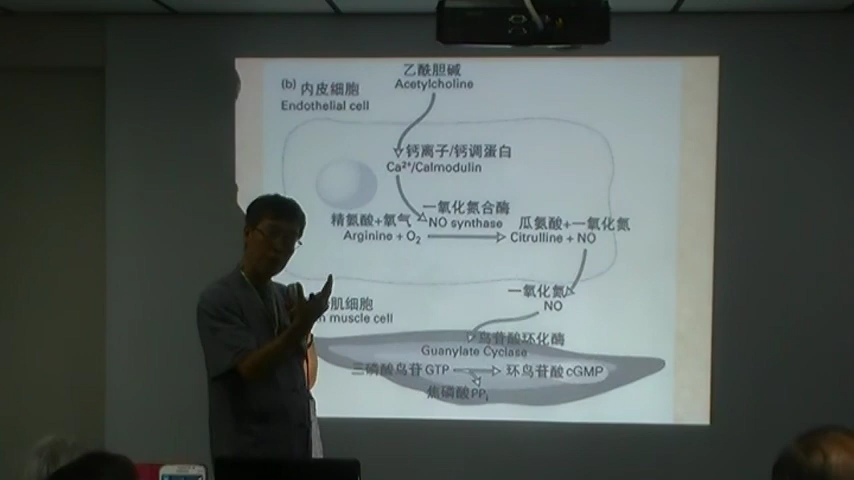 乙酰胆碱
Acetylcholine
(b) 内皮細胞
Endothelial cell
钙离子/钙调蛋白
Ca²⁺/Calmodulin
精氨酸+氧气
Arginine + O₂
一氧化氮合酶
NO synthase
瓜氨酸+一氧化氮
Citrulline + NO
一氧化氮
NO
肌细胞
muscle cell
鸟苷酸环化酶
Guanylate Cyclase
三磷酸鸟苷 GTP
环鸟苷酸 cGMP
焦磷酸 PPᵢ